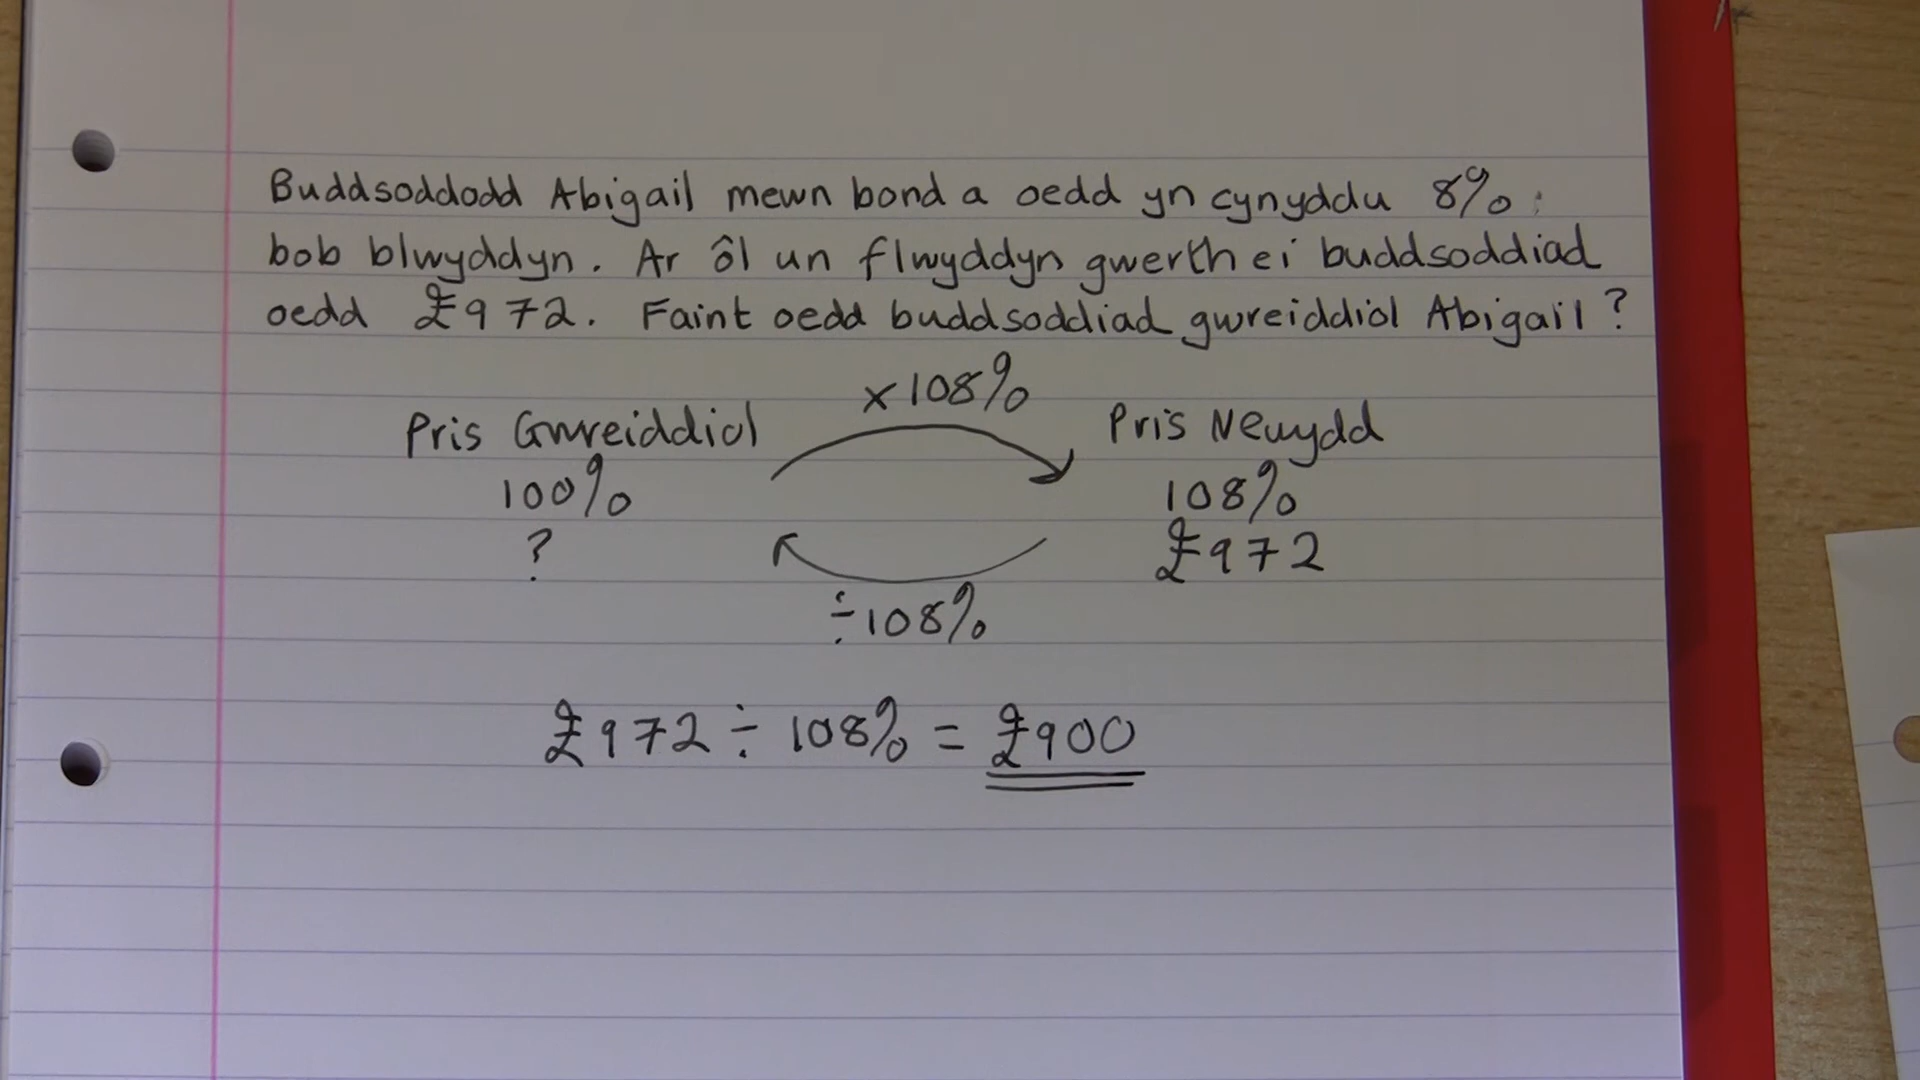 Buddsoddodd Abigail mewn bond a oedd yn cynyddu 8%
bob blwyddyn. Ar ôl un flwyddyn gwerth ei buddsoddiad
oedd £972. Faint oedd buddsoddiad gwreiddiol Abigail?
×108%
Pris Gwreiddiol Pris Newydd
100% 108%
? £972
÷108%
£972 ÷ 108% = £900